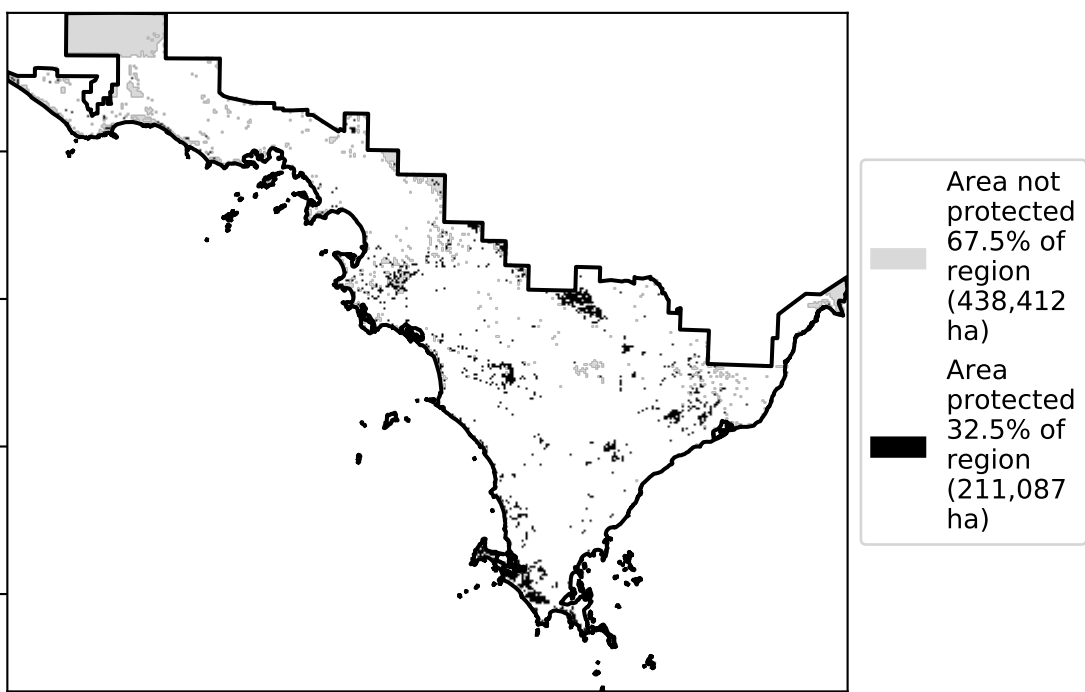 Area not
protected
67.5% of
region
(438,412
ha)
Area
protected
32.5% of
region
(211,087
ha)